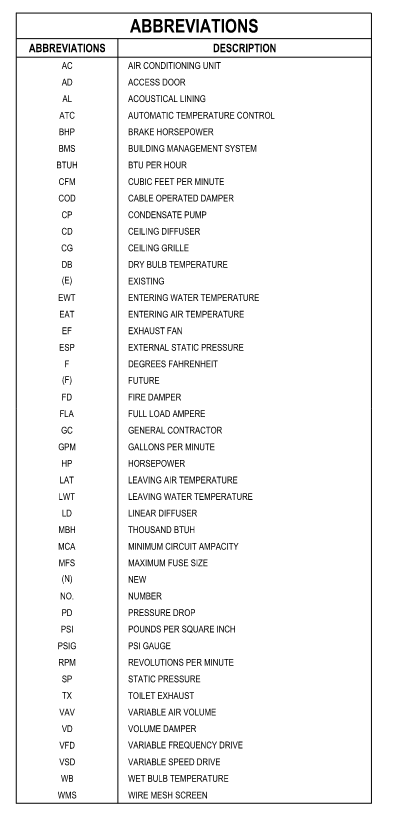 ABBREVIATIONS
ABBREVIATIONS DESCRIPTION
AC AIR CONDITIONING UNIT
AD ACCESS DOOR
AL ACOUSTICAL LINING
ATC AUTOMATIC TEMPERATURE CONTROL
BHP BRAKE HORSEPOWER
BMS BUILDING MANAGEMENT SYSTEM
BTUH BTU PER HOUR
CFM CUBIC FEET PER MINUTE
COD CABLE OPERATED DAMPER
CP CONDENSATE PUMP
CD CEILING DIFFUSER
CG CEILING GRILLE
DB DRY BULB TEMPERATURE
(E) EXISTING
EWT ENTERING WATER TEMPERATURE
EAT ENTERING AIR TEMPERATURE
EF EXHAUST FAN
ESP EXTERNAL STATIC PRESSURE
F DEGREES FAHRENHEIT
(F) FUTURE
FD FIRE DAMPER
FLA FULL LOAD AMPERE
GC GENERAL CONTRACTOR
GPM GALLONS PER MINUTE
HP HORSEPOWER
LAT LEAVING AIR TEMPERATURE
LWT LEAVING WATER TEMPERATURE
LD LINEAR DIFFUSER
MBH THOUSAND BTUH
MCA MINIMUM CIRCUIT AMPACITY
MFS MAXIMUM FUSE SIZE
(N) NEW
NO. NUMBER
PD PRESSURE DROP
PSI POUNDS PER SQUARE INCH
PSIG PSI GAUGE
RPM REVOLUTIONS PER MINUTE
SP STATIC PRESSURE
TX TOILET EXHAUST
VAV VARIABLE AIR VOLUME
VD VOLUME DAMPER
VFD VARIABLE FREQUENCY DRIVE
VSD VARIABLE SPEED DRIVE
WB WET BULB TEMPERATURE
WMS WIRE MESH SCREEN